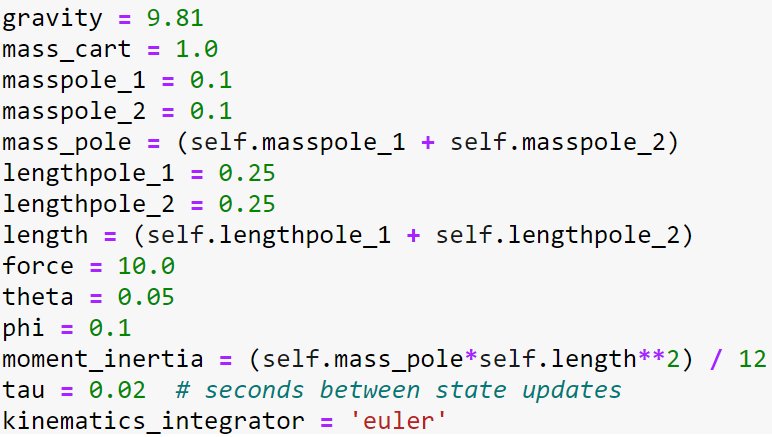 gravity = 9.81
mass_cart = 1.0
masspole_1 = 0.1
masspole_2 = 0.1
mass_pole = (self.masspole_1 + self.masspole_2)
lengthpole_1 = 0.25
lengthpole_2 = 0.25
length = (self.lengthpole_1 + self.lengthpole_2)
force = 10.0
theta = 0.05
phi = 0.1
moment_inertia = (self.mass_pole*self.length**2) / 12
tau = 0.02  # seconds between state updates
kinematics_integrator = 'euler'